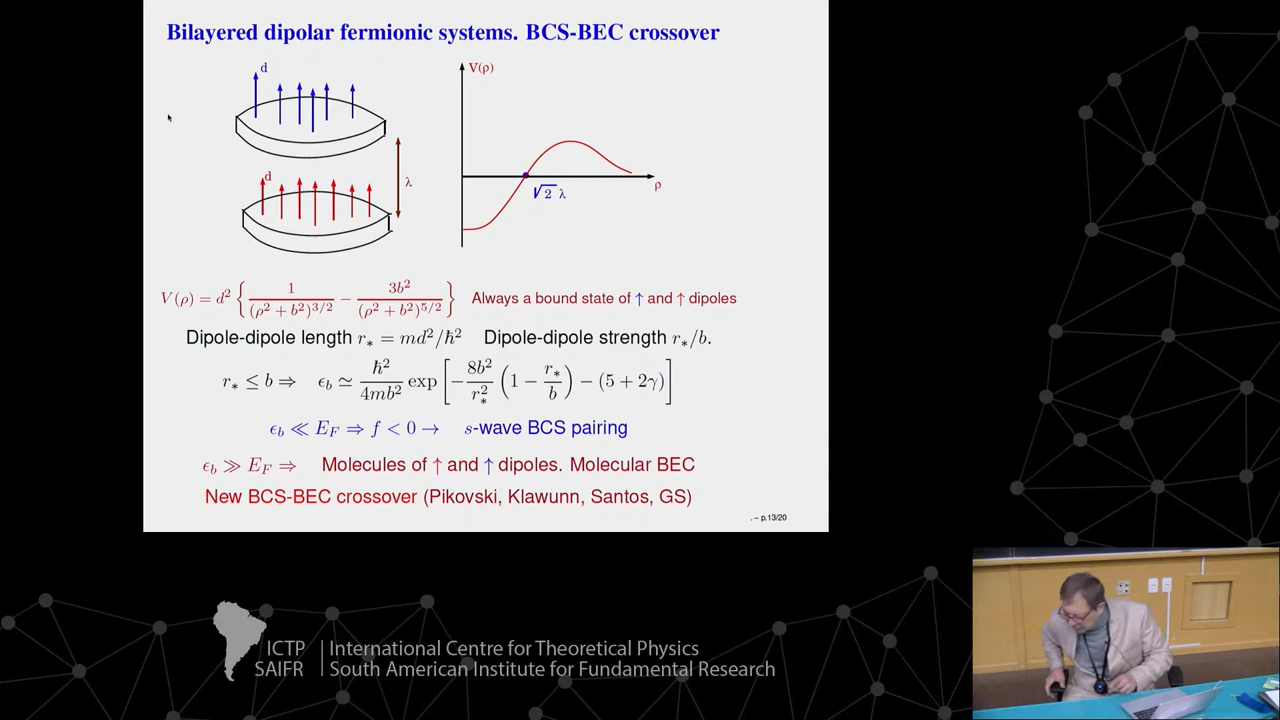 Bilayered dipolar fermionic systems. BCS-BEC crossover
d
V(ρ)
d
λ
√2 λ
ρ
V(ρ) = d² { 1/(ρ² + b²)^{3/2} − 3b²/(ρ² + b²)^{5/2} } Always a bound state of ↑ and ↑ dipoles
Dipole-dipole length r∗ = md²/ℏ² Dipole-dipole strength r∗/b.
r∗ ≤ b ⇒ ϵ_b ≃ ℏ²/4mb² exp [ −8b²/r∗² (1 − r∗/b) − (5 + 2γ) ]
ϵ_b ≪ E_F ⇒ f < 0 → s-wave BCS pairing
ϵ_b ≫ E_F ⇒ Molecules of ↑ and ↑ dipoles. Molecular BEC
New BCS-BEC crossover (Pikovski, Klawunn, Santos, GS)
. – p.13/20
ICTP
SAIFR
International Centre for Theoretical Physics
South American Institute for Fundamental Research